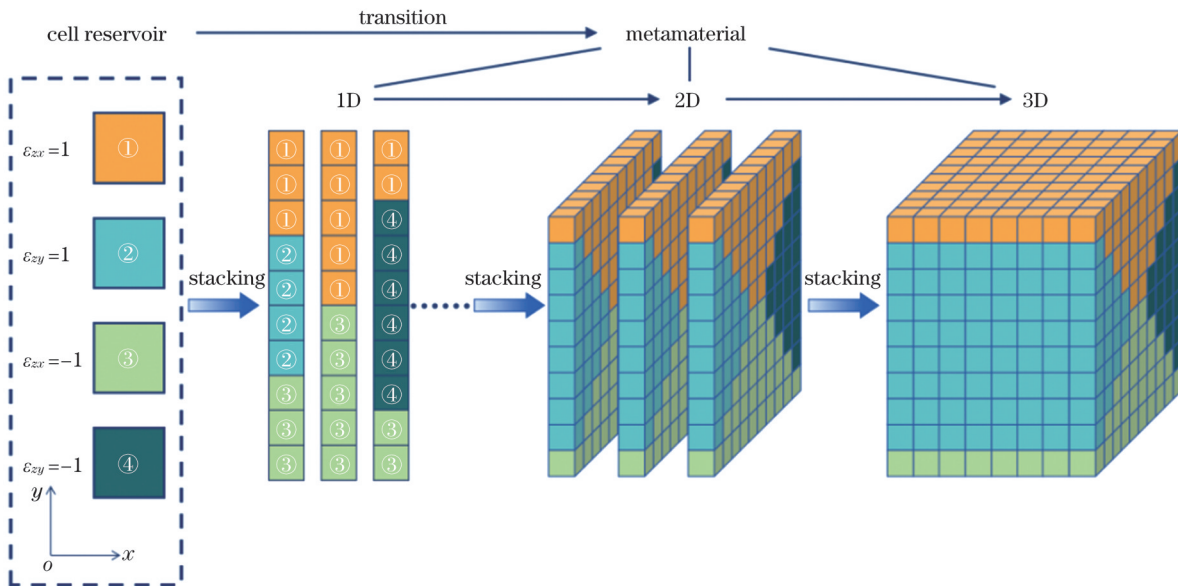 transition
cell reservoir
metamaterial
1D
2D
3D
εzx=1
①
εzy=1
②
εzx=-1
③
εzy=-1
④
y
o
x
stacking
① ① ①
① ① ①
① ① ④
② ① ④
② ① ④
② ③ ④
② ③ ④
③ ③ ④
③ ③ ③
③ ③ ③
stacking
stacking